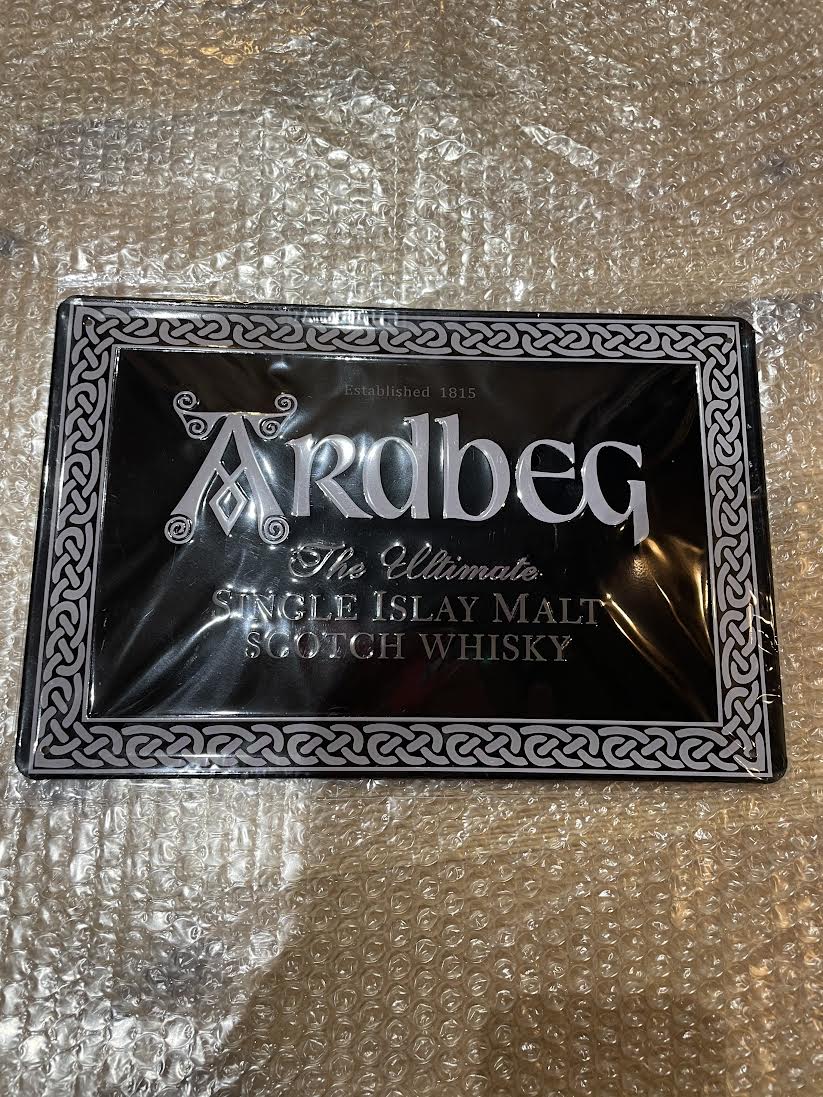 Established 1815
Ardbeg
The Ultimate
SINGLE ISLAY MALT
SCOTCH WHISKY